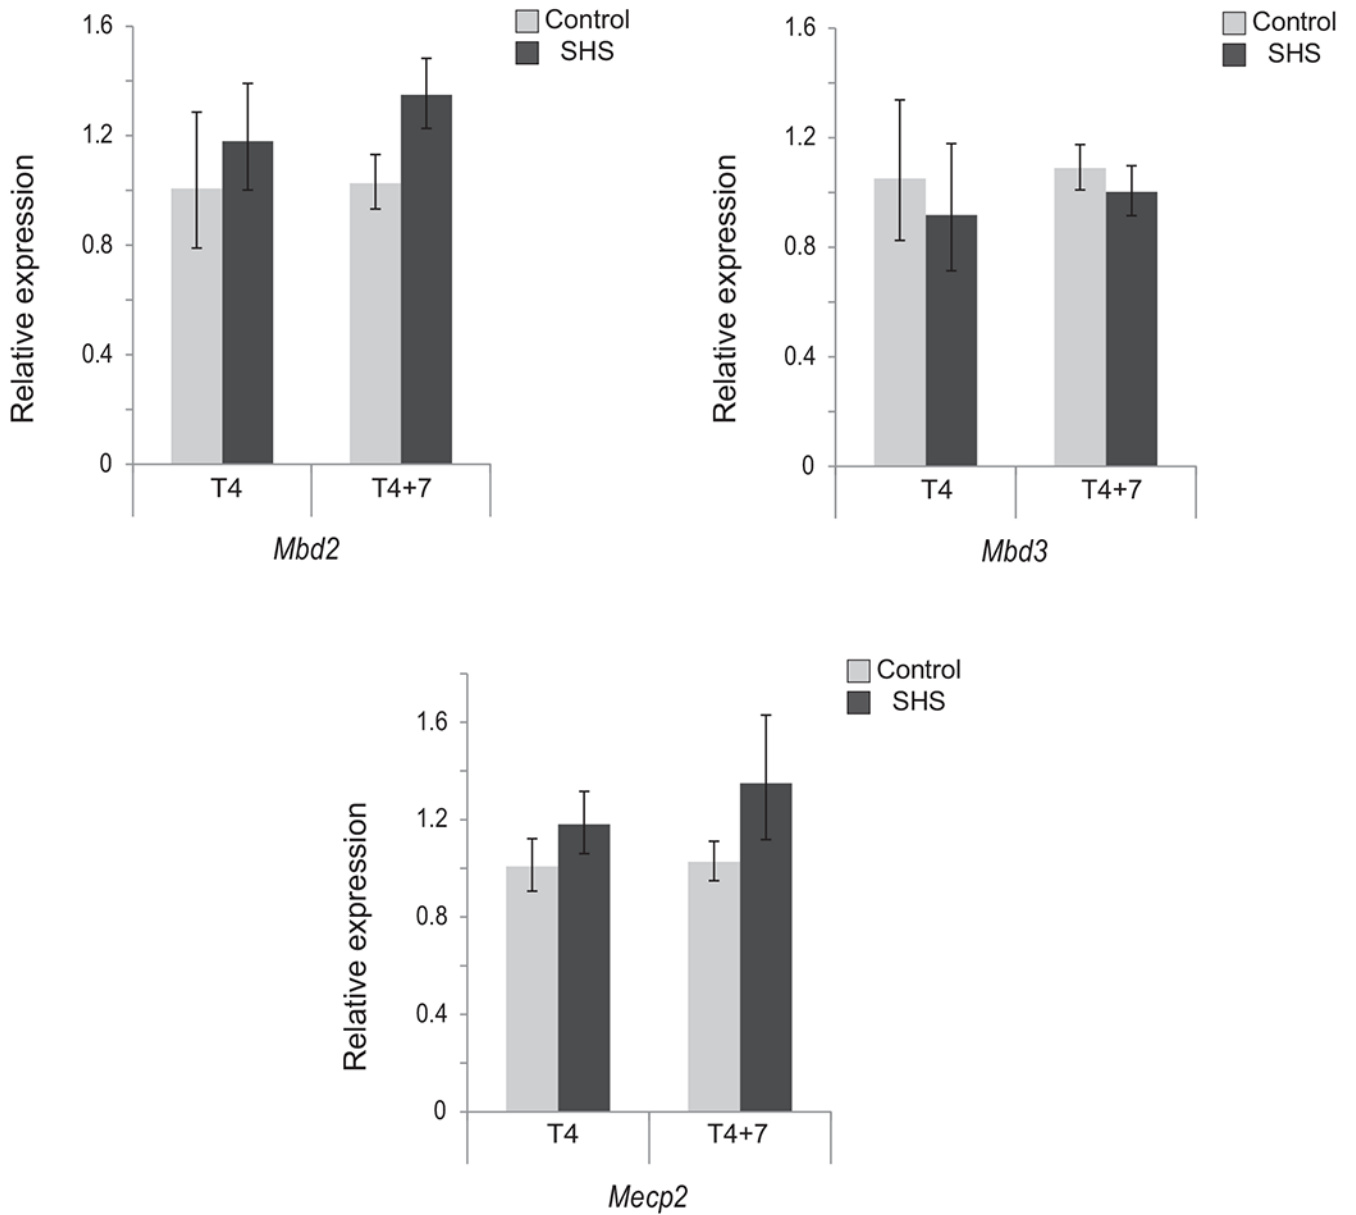 1.6
1.2
0.8
0.4
0
Relative expression
Control
SHS
T4
T4+7
Mbd2
1.6
1.2
0.8
0.4
0
Relative expression
Control
SHS
T4
T4+7
Mbd3
1.6
1.2
0.8
0.4
0
Relative expression
Control
SHS
T4
T4+7
Mecp2